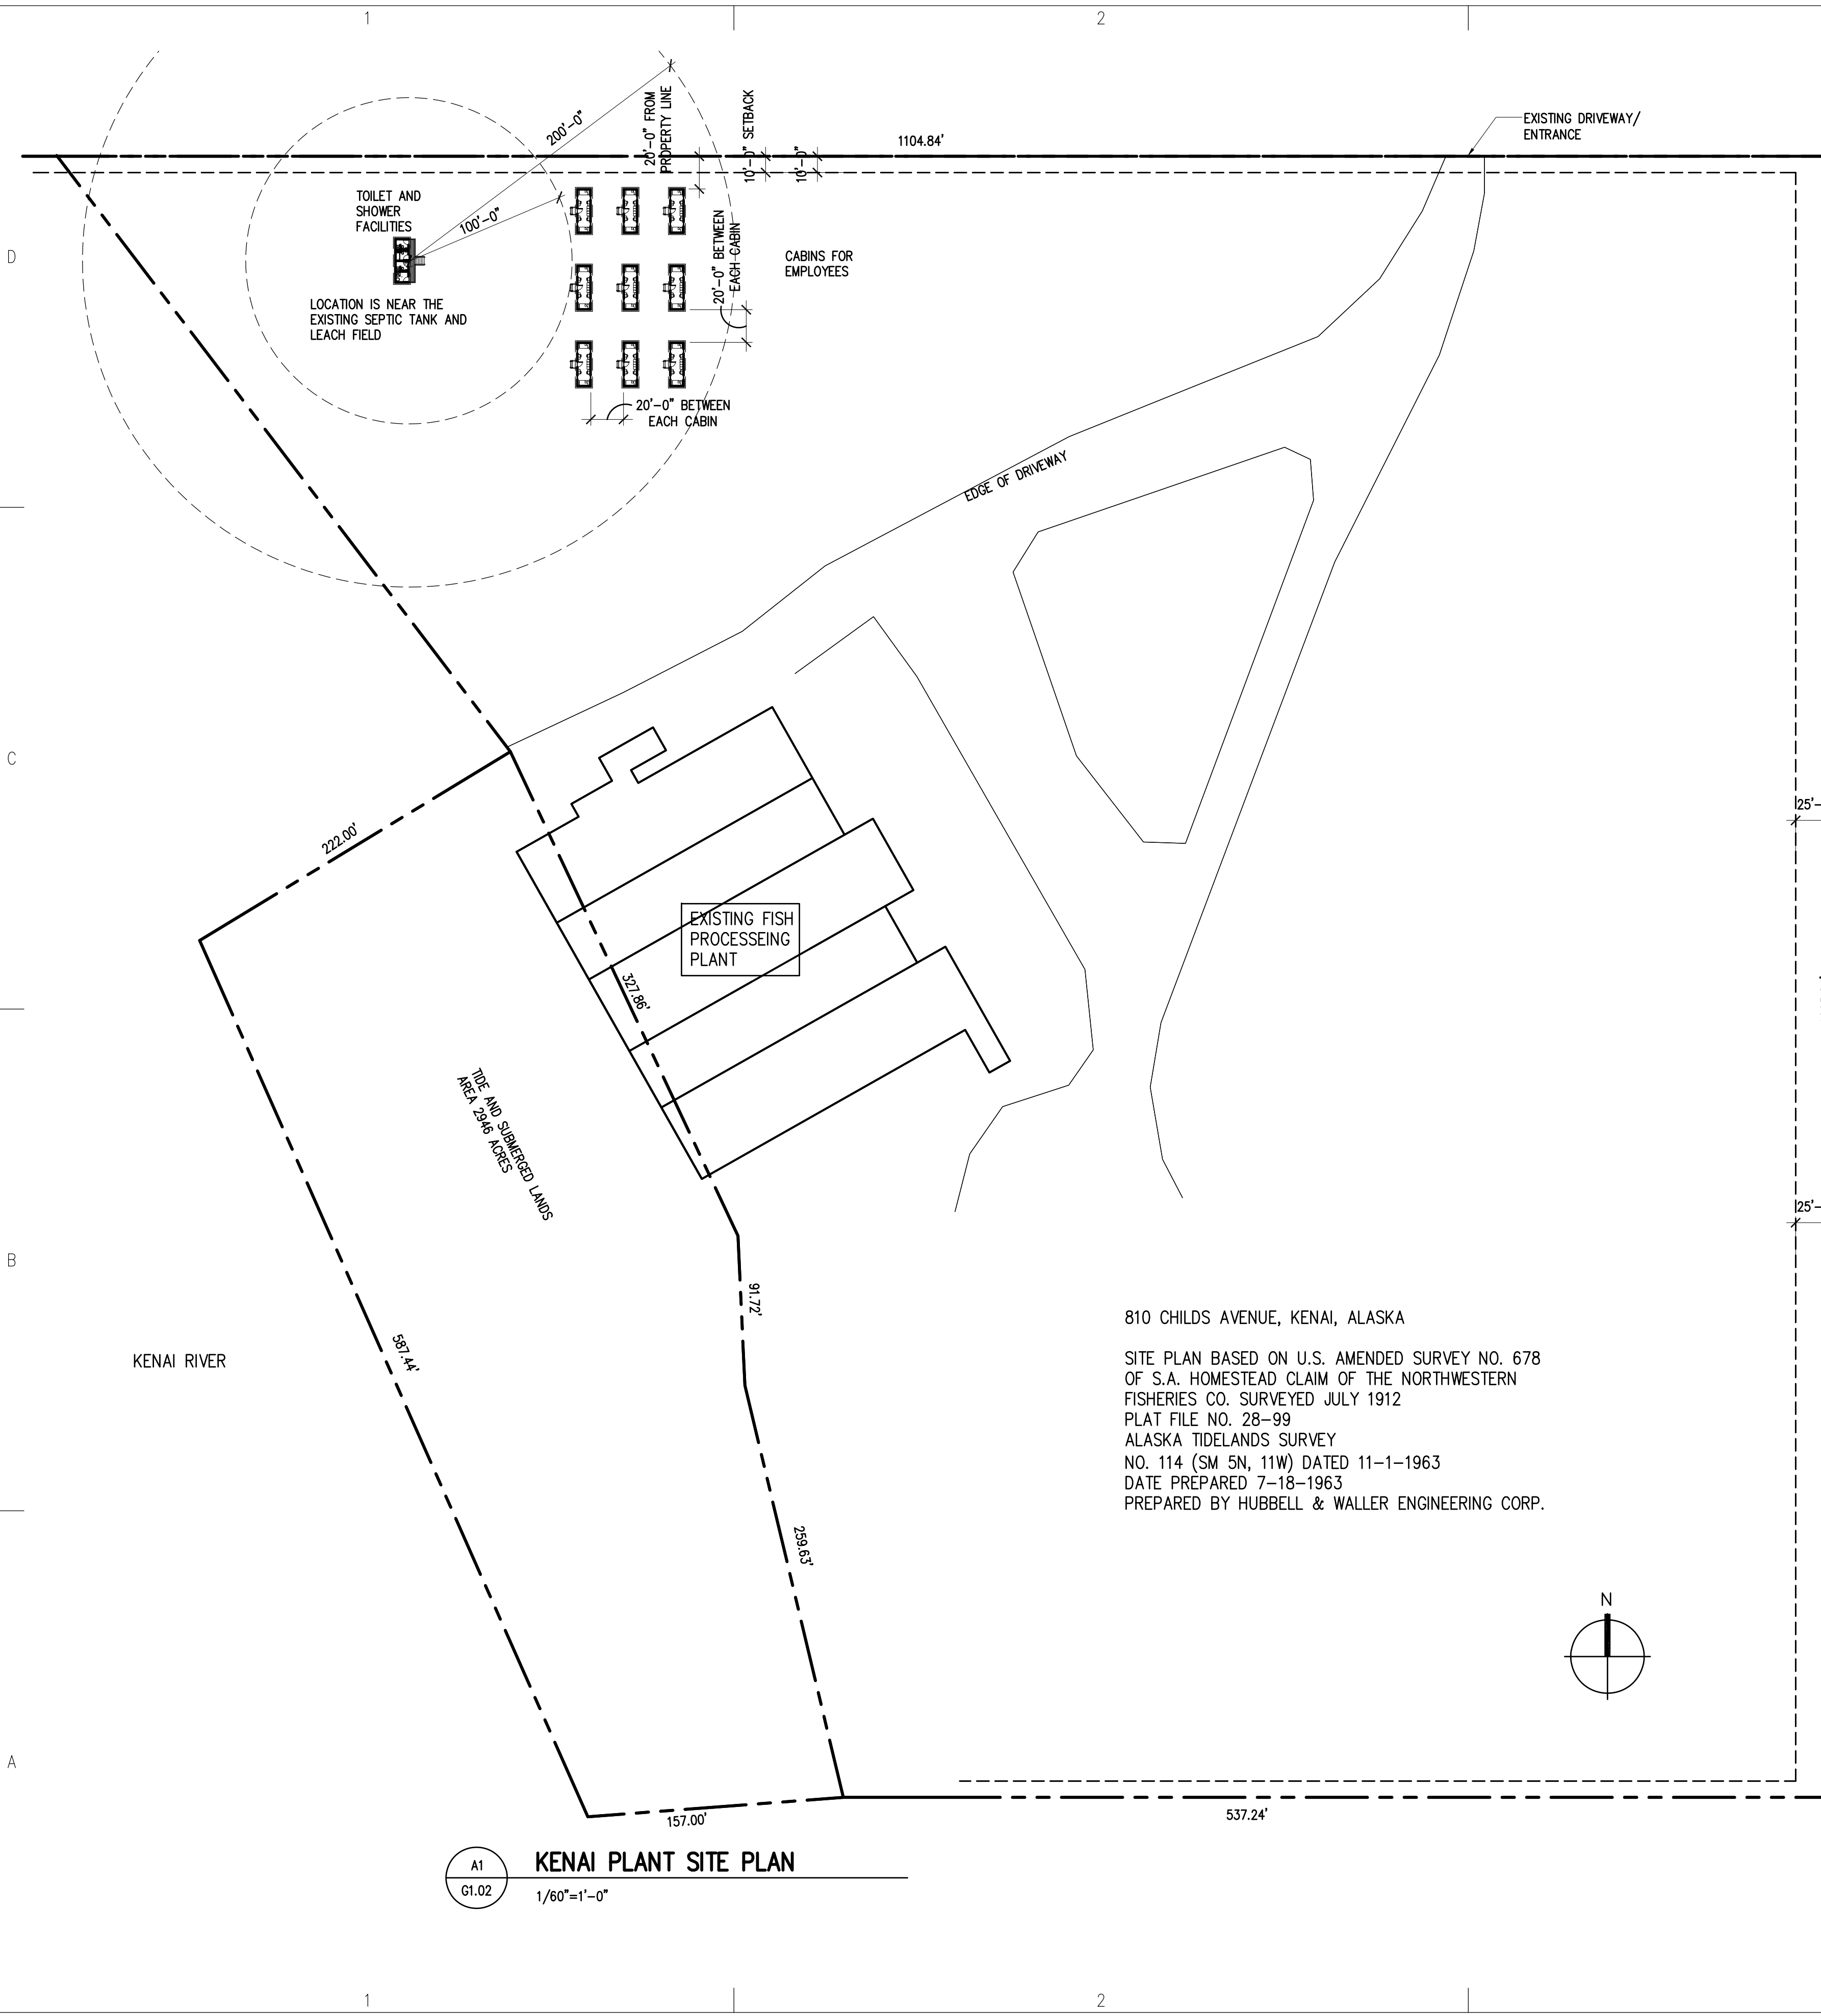 1
2
200'-0"
20'-0" FROM
PROPERTY LINE
10'-0" SETBACK
10'-0"
1104.84'
EXISTING DRIVEWAY/
ENTRANCE
TOILET AND
SHOWER
FACILITIES
100'-0"
D
20'-0" BETWEEN
EACH CABIN
CABINS FOR
EMPLOYEES
LOCATION IS NEAR THE
EXISTING SEPTIC TANK AND
LEACH FIELD
20'-0" BETWEEN
EACH CABIN
EDGE OF DRIVEWAY
C
222.00'
25'-
EXISTING FISH
PROCESSEING
PLANT
327.86'
TIDE AND SUBMERGED LANDS
AREA 2946 ACRES
25'-
B
91.72'
587.44'
KENAI RIVER
810 CHILDS AVENUE, KENAI, ALASKA
SITE PLAN BASED ON U.S. AMENDED SURVEY NO. 678
OF S.A. HOMESTEAD CLAIM OF THE NORTHWESTERN
FISHERIES CO. SURVEYED JULY 1912
PLAT FILE NO. 28-99
ALASKA TIDELANDS SURVEY
NO. 114 (SM 5N, 11W) DATED 11-1-1963
DATE PREPARED 7-18-1963
PREPARED BY HUBBELL & WALLER ENGINEERING CORP.
259.63'
N
A
157.00'
537.24'
A1
G1.02
KENAI PLANT SITE PLAN
1/60"=1'-0"
1
2